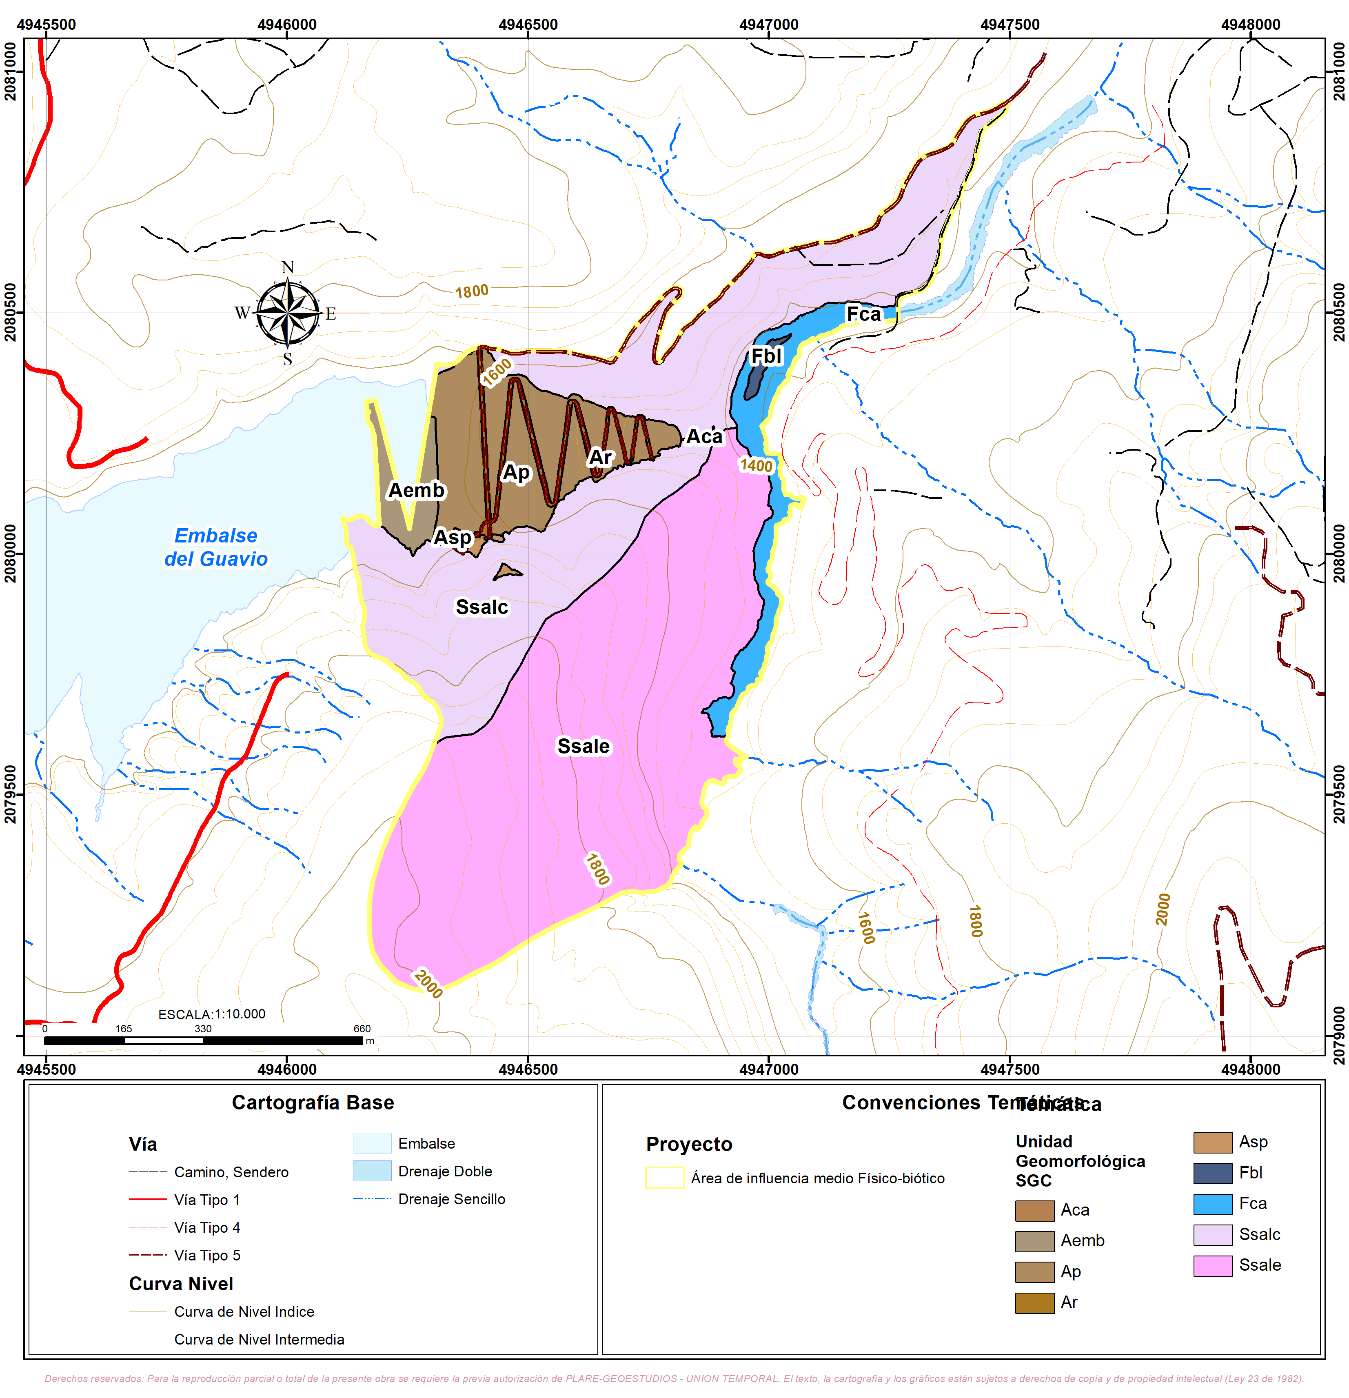 4945500 4946000 4946500 4947000 4947500 4948000
2081000 2081000
N
W E
S
1800
2080500 2080500
Fca
Fbl
1600
Aca
Ar
1400
Ap
Aemb
Embalse
del Guavio
Asp
2080000 2080000
Ssalc
Ssale
2079500 2079500
1800
2000
1600
1800
2000
ESCALA:1:10.000
0 165 330 660
m
2079000 2079000
4945500 4946000 4946500 4947000 4947500 4948000
Cartografía Base
Vía
Camino, Sendero
Vía Tipo 1
Vía Tipo 4
Vía Tipo 5
Curva Nivel
Curva de Nivel Indice
Curva de Nivel Intermedia
Embalse
Drenaje Doble
Drenaje Sencillo
Convenciones Temáticas
Temática
Proyecto
Área de influencia medio Físico-biótico
Unidad
Geomorfológica
SGC
Aca
Aemb
Ap
Ar
Asp
Fbl
Fca
Ssalc
Ssale
Derechos reservados: Para la reproducción parcial o total de la presente obra se requiere la previa autorización de PLARE-GEOESTUDIOS - UNION TEMPORAL. El texto, la cartografía y los gráficos están sujetos a derechos de copia y de propiedad intelectual (Ley 23 de 1982).